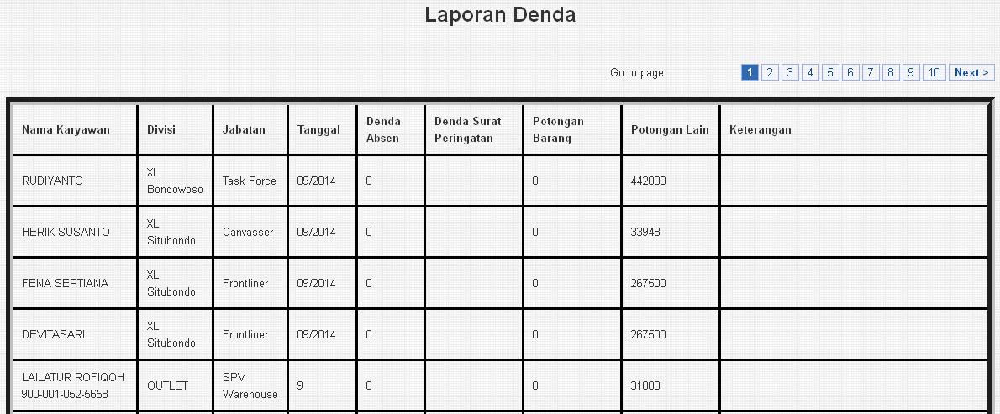 Laporan Denda
Go to page: 1 2 3 4 5 6 7 8 9 10 Next >
Nama Karyawan Divisi Jabatan Tanggal Denda Absen Denda Surat Peringatan Potongan Barang Potongan Lain Keterangan
RUDIYANTO XL Bondowoso Task Force 09/2014 0 0 442000
HERIK SUSANTO XL Situbondo Canvasser 09/2014 0 0 33948
FENA SEPTIANA XL Situbondo Frontliner 09/2014 0 0 267500
DEVITASARI XL Situbondo Frontliner 09/2014 0 0 267500
LAILATUR ROFIQOH 900-001-052-5658 OUTLET SPV Warehouse 9 0 0 31000